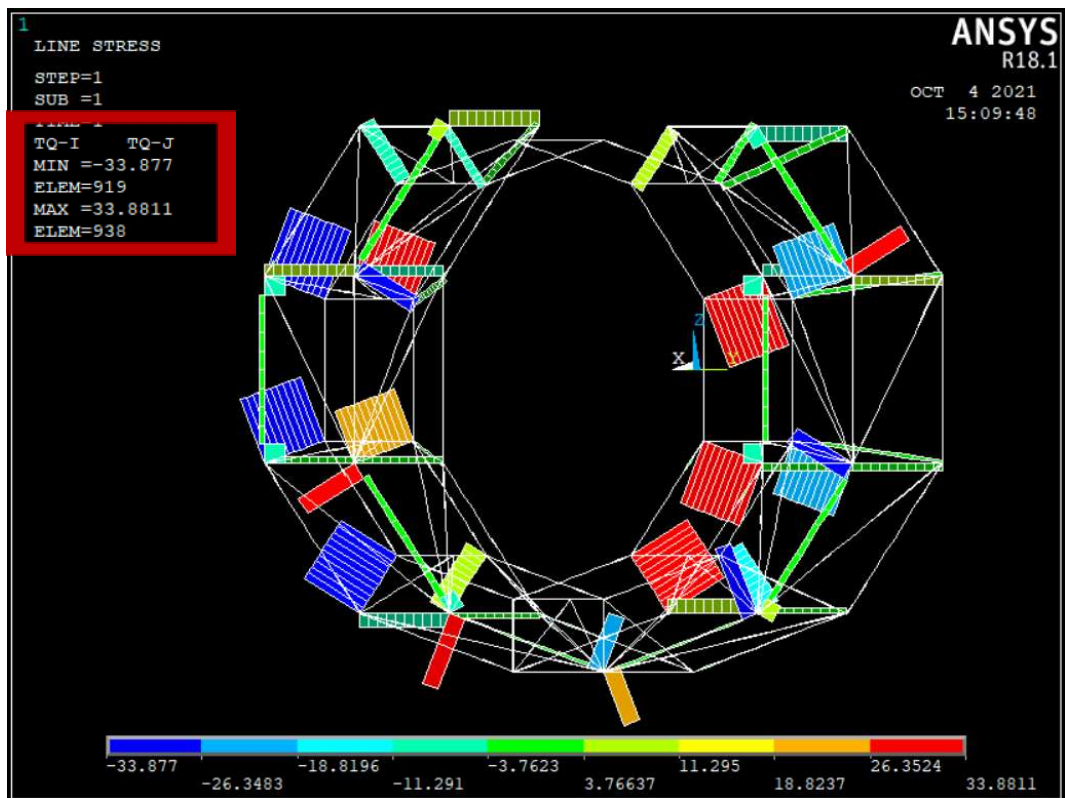 1
LINE STRESS
STEP=1
SUB =1
TIME=1
TQ-I TQ-J
MIN =-33.877
ELEM=919
MAX =33.8811
ELEM=938
ANSYS
R18.1
OCT 4 2021
15:09:48
Z
X Y
-33.877 -18.8196 -3.7623 11.295 26.3524
-26.3483 -11.291 3.76637 18.8237 33.8811